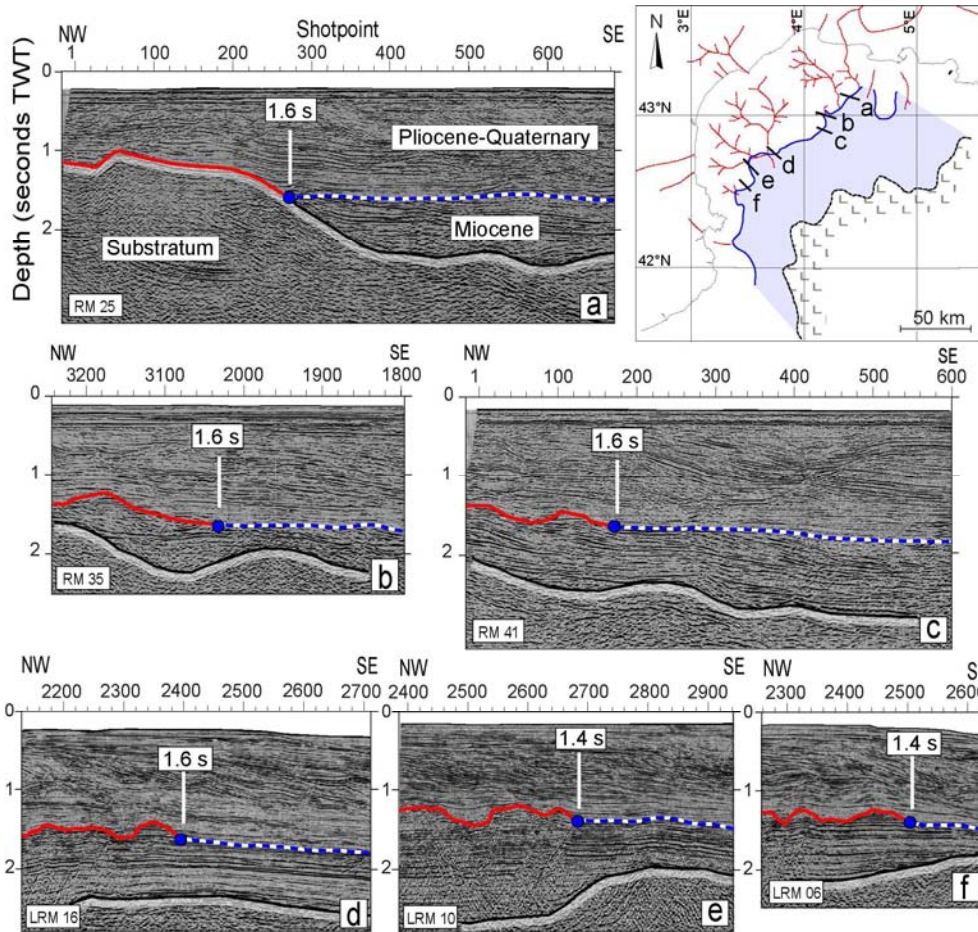 NW Shotpoint SE
1 100 200 300 400 500 600
Depth (seconds TWT)
0
1
2
1.6 s
Pliocene-Quaternary
Miocene
Substratum
RM 25
a
N
3°E 4°E 5°E
43°N
42°N
a
b
c
d
e
f
50 km
NW SE
3200 3100 2000 1900 1800
0
1
2
1.6 s
RM 35
b
NW SE
1 100 200 300 400 500 600
0
1
2
1.6 s
RM 41
c
NW SE
2200 2300 2400 2500 2600 2700
0
1
2
1.6 s
LRM 16
d
NW SE
2400 2500 2600 2700 2800 2900
0
1
2
1.4 s
LRM 10
e
NW S
2300 2400 2500 260
0
1
2
1.4 s
LRM 06
f